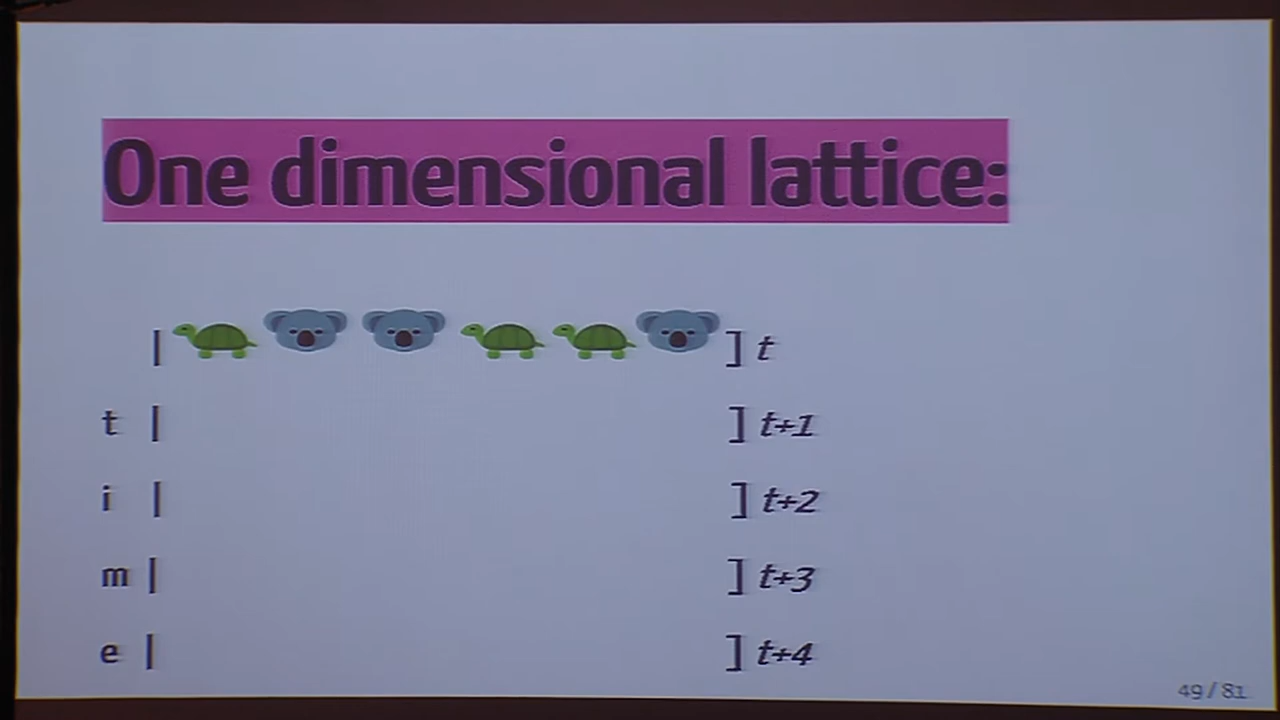 One dimensional lattice:
| 🐢🐨🐨🐢🐢🐨 ] t
t | ] t+1
i | ] t+2
m | ] t+3
e | ] t+4
49 / 81